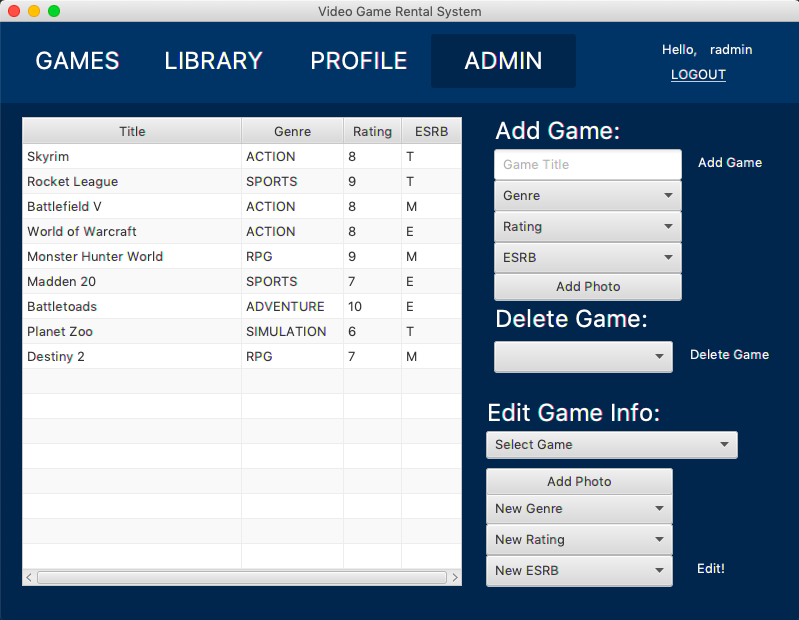 Video Game Rental System
GAMES LIBRARY PROFILE ADMIN
Hello, radmin
LOGOUT
Title Genre Rating ESRB
Skyrim ACTION 8 T
Rocket League SPORTS 9 T
Battlefield V ACTION 8 M
World of Warcraft ACTION 8 E
Monster Hunter World RPG 9 M
Madden 20 SPORTS 7 E
Battletoads ADVENTURE 10 E
Planet Zoo SIMULATION 6 T
Destiny 2 RPG 7 M
Add Game:
Game Title Add Game
Genre
Rating
ESRB
Add Photo
Delete Game:
Delete Game
Edit Game Info:
Select Game
Add Photo
New Genre
New Rating
New ESRB Edit!